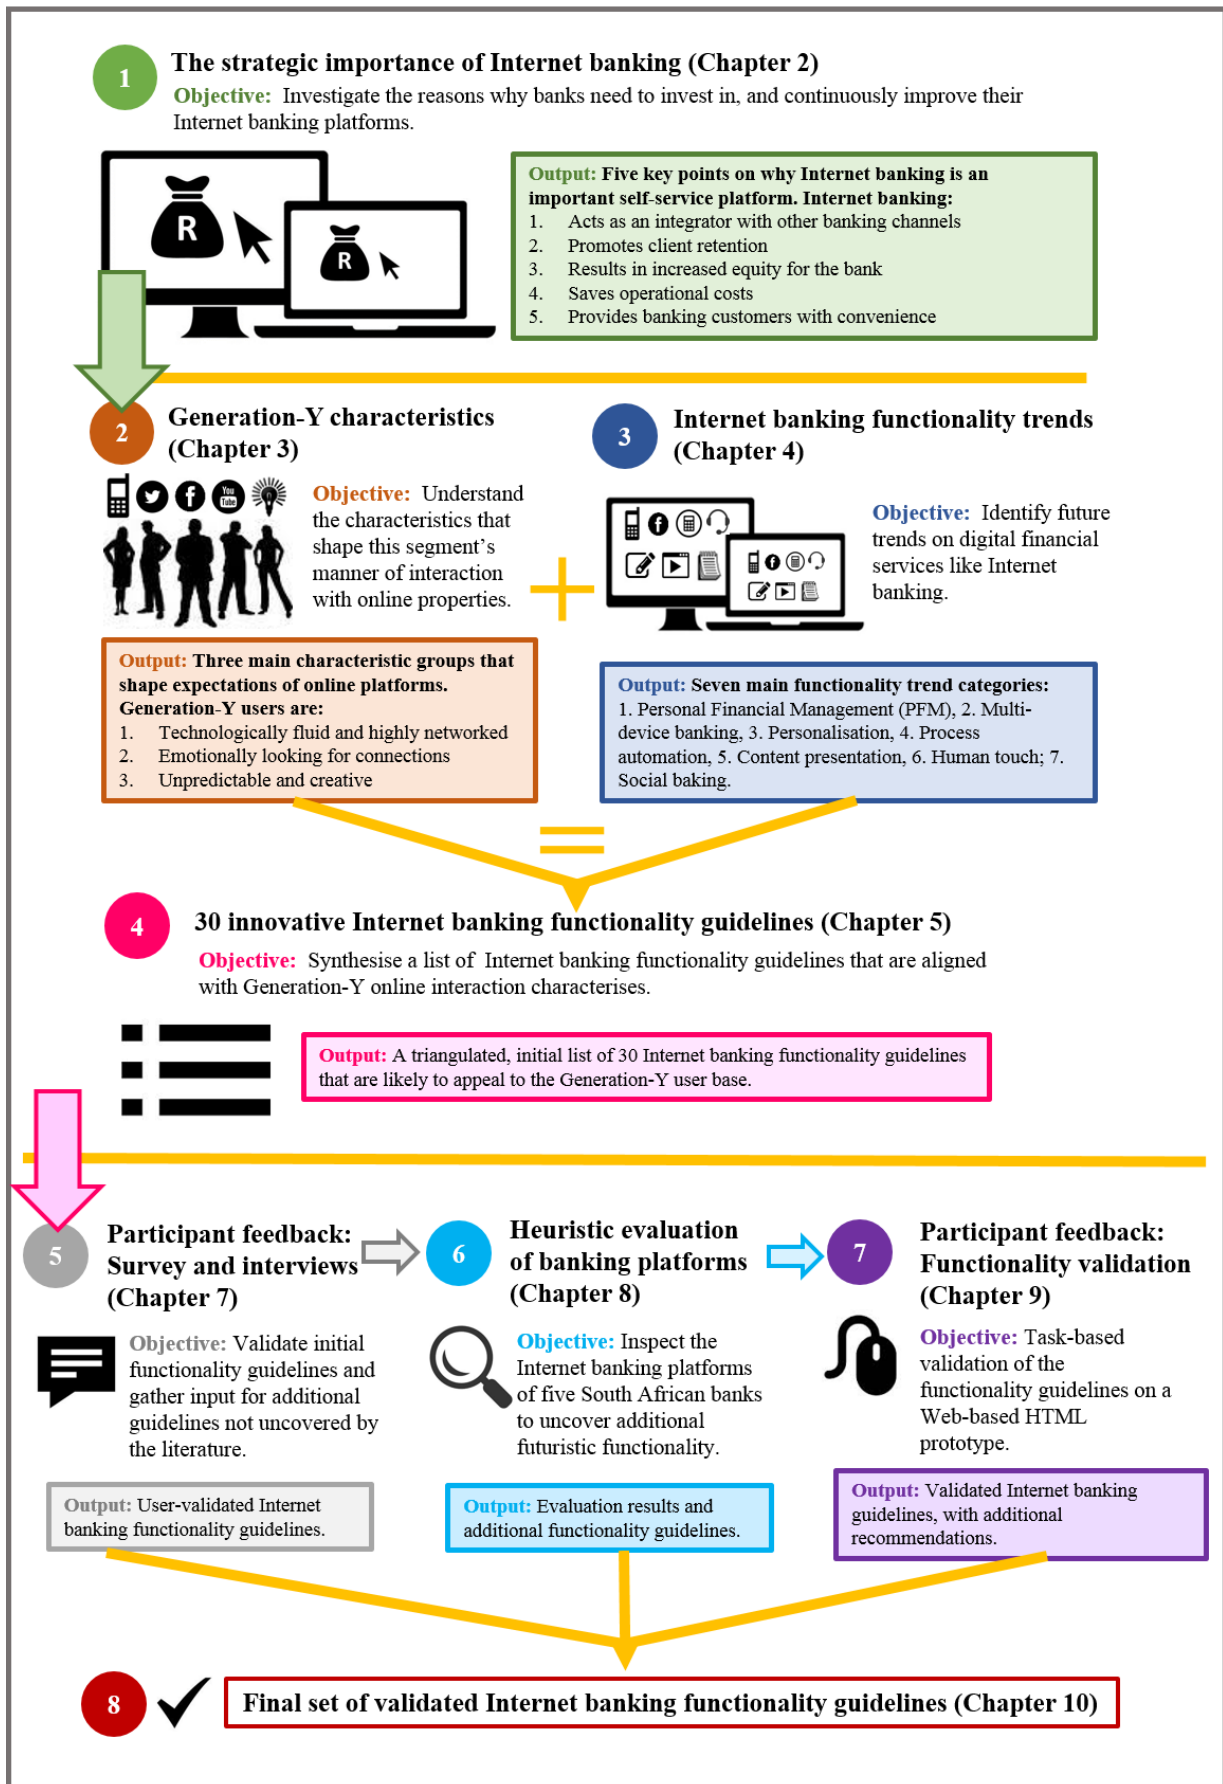 1
The strategic importance of Internet banking (Chapter 2)
Objective: Investigate the reasons why banks need to invest in, and continuously improve their
Internet banking platforms.
R
R
Output: Five key points on why Internet banking is an
important self-service platform. Internet banking:
1. Acts as an integrator with other banking channels
2. Promotes client retention
3. Results in increased equity for the bank
4. Saves operational costs
5. Provides banking customers with convenience
2
Generation-Y characteristics
(Chapter 3)
You
Tube
Objective: Understand
the characteristics that
shape this segment's
manner of interaction
with online properties.
Output: Three main characteristic groups that
shape expectations of online platforms.
Generation-Y users are:
1. Technologically fluid and highly networked
2. Emotionally looking for connections
3. Unpredictable and creative
+
3
Internet banking functionality trends
(Chapter 4)
Objective: Identify future
trends on digital financial
services like Internet
banking.
Output: Seven main functionality trend categories:
1. Personal Financial Management (PFM), 2. Multi-
device banking, 3. Personalisation, 4. Process
automation, 5. Content presentation, 6. Human touch; 7.
Social baking.
=
4
30 innovative Internet banking functionality guidelines (Chapter 5)
Objective: Synthesise a list of Internet banking functionality guidelines that are aligned
with Generation-Y online interaction characterises.
Output: A triangulated, initial list of 30 Internet banking functionality guidelines
that are likely to appeal to the Generation-Y user base.
5
Participant feedback:
Survey and interviews
(Chapter 7)
Objective: Validate initial
functionality guidelines and
gather input for additional
guidelines not uncovered by
the literature.
Output: User-validated Internet
banking functionality guidelines.
6
Heuristic evaluation
of banking platforms
(Chapter 8)
Objective: Inspect the
Internet banking platforms
of five South African banks
to uncover additional
futuristic functionality.
Output: Evaluation results and
additional functionality guidelines.
7
Participant feedback:
Functionality validation
(Chapter 9)
Objective: Task-based
validation of the
functionality guidelines on a
Web-based HTML
prototype.
Output: Validated Internet banking
guidelines, with additional
recommendations.
8
Final set of validated Internet banking functionality guidelines (Chapter 10)